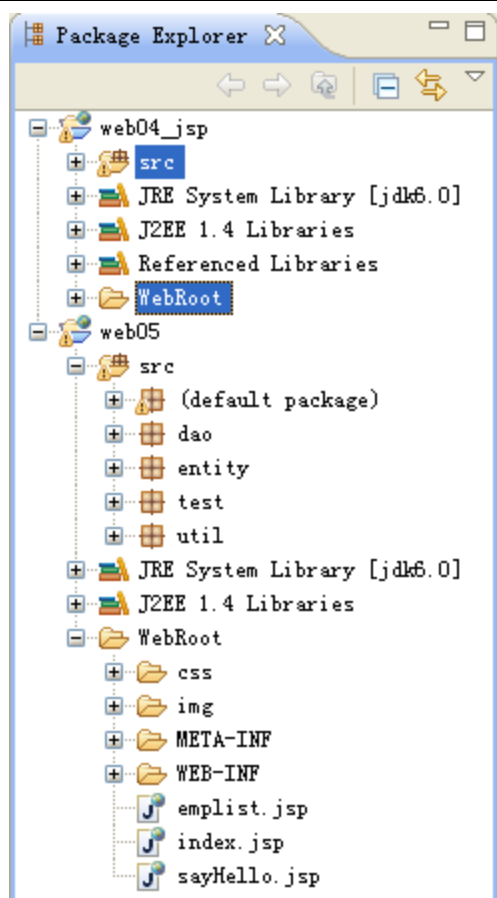 Package Explorer
web04_jsp
src
JRE System Library [jdk6.0]
J2EE 1.4 Libraries
Referenced Libraries
WebRoot
web05
src
(default package)
dao
entity
test
util
JRE System Library [jdk6.0]
J2EE 1.4 Libraries
WebRoot
css
img
META-INF
WEB-INF
emplist.jsp
index.jsp
sayHello.jsp